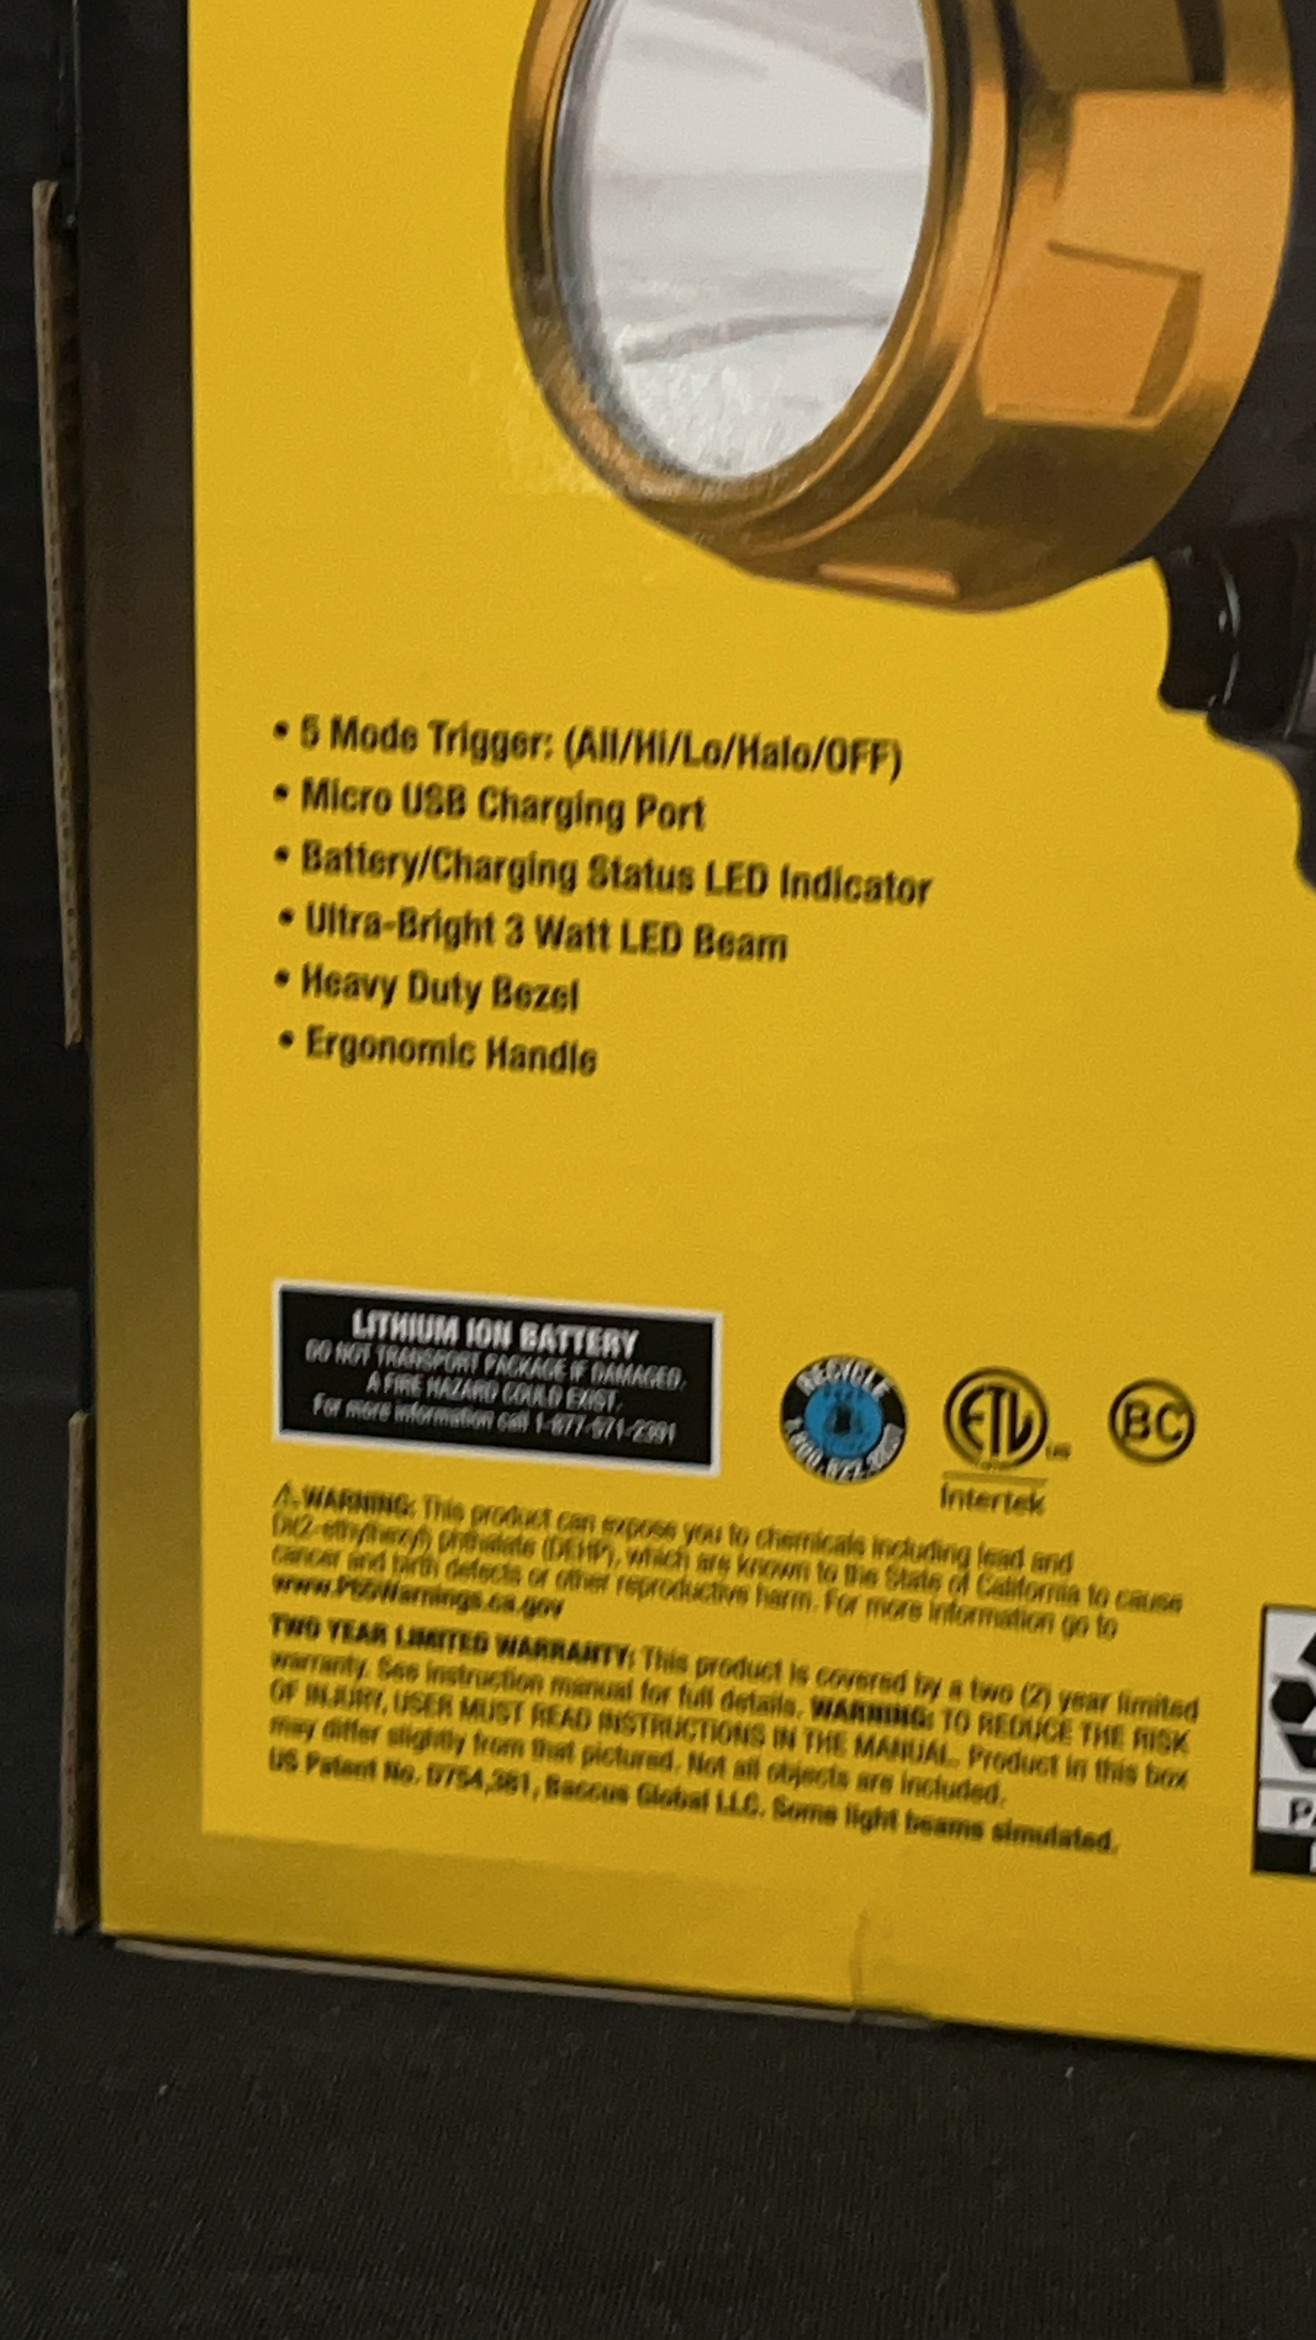 • 5 Mode Trigger: (All/Hi/Lo/Halo/OFF)
• Micro USB Charging Port
• Battery/Charging Status LED Indicator
• Ultra-Bright 3 Watt LED Beam
• Heavy Duty Bezel
• Ergonomic Handle
LITHIUM ION BATTERY
DO NOT TRANSPORT PACKAGE IF DAMAGED.
A FIRE HAZARD COULD EXIST.
For more information call 1-877-571-2391
RECYCLE
ETL
US
Intertek
BC
⚠ WARNING: This product can expose you to chemicals including lead and
Di(2-ethylhexyl) phthalate (DEHP), which are known to the State of California to cause
cancer and birth defects or other reproductive harm. For more information go to
www.P65Warnings.ca.gov
TWO YEAR LIMITED WARRANTY: This product is covered by a two (2) year limited
warranty. See instruction manual for full details. WARNING: TO REDUCE THE RISK
OF INJURY, USER MUST READ INSTRUCTIONS IN THE MANUAL. Product in this box
may differ slightly from that pictured. Not all objects are included.
US Patent No. D754,381, Baccus Global LLC. Some light beams simulated.